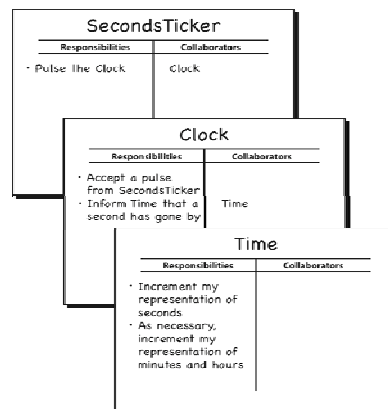 SecondsTicker
Responsibilities Collaborators
• Pulse the Clock Clock
Clock
Responsibilities Collaborators
• Accept a pulse
from SecondsTicker
• Inform Time that a Time
second has gone by
Time
Responsibilities Collaborators
• Increment my
representation of
seconds
• As necessary,
increment my
representation of
minutes and hours